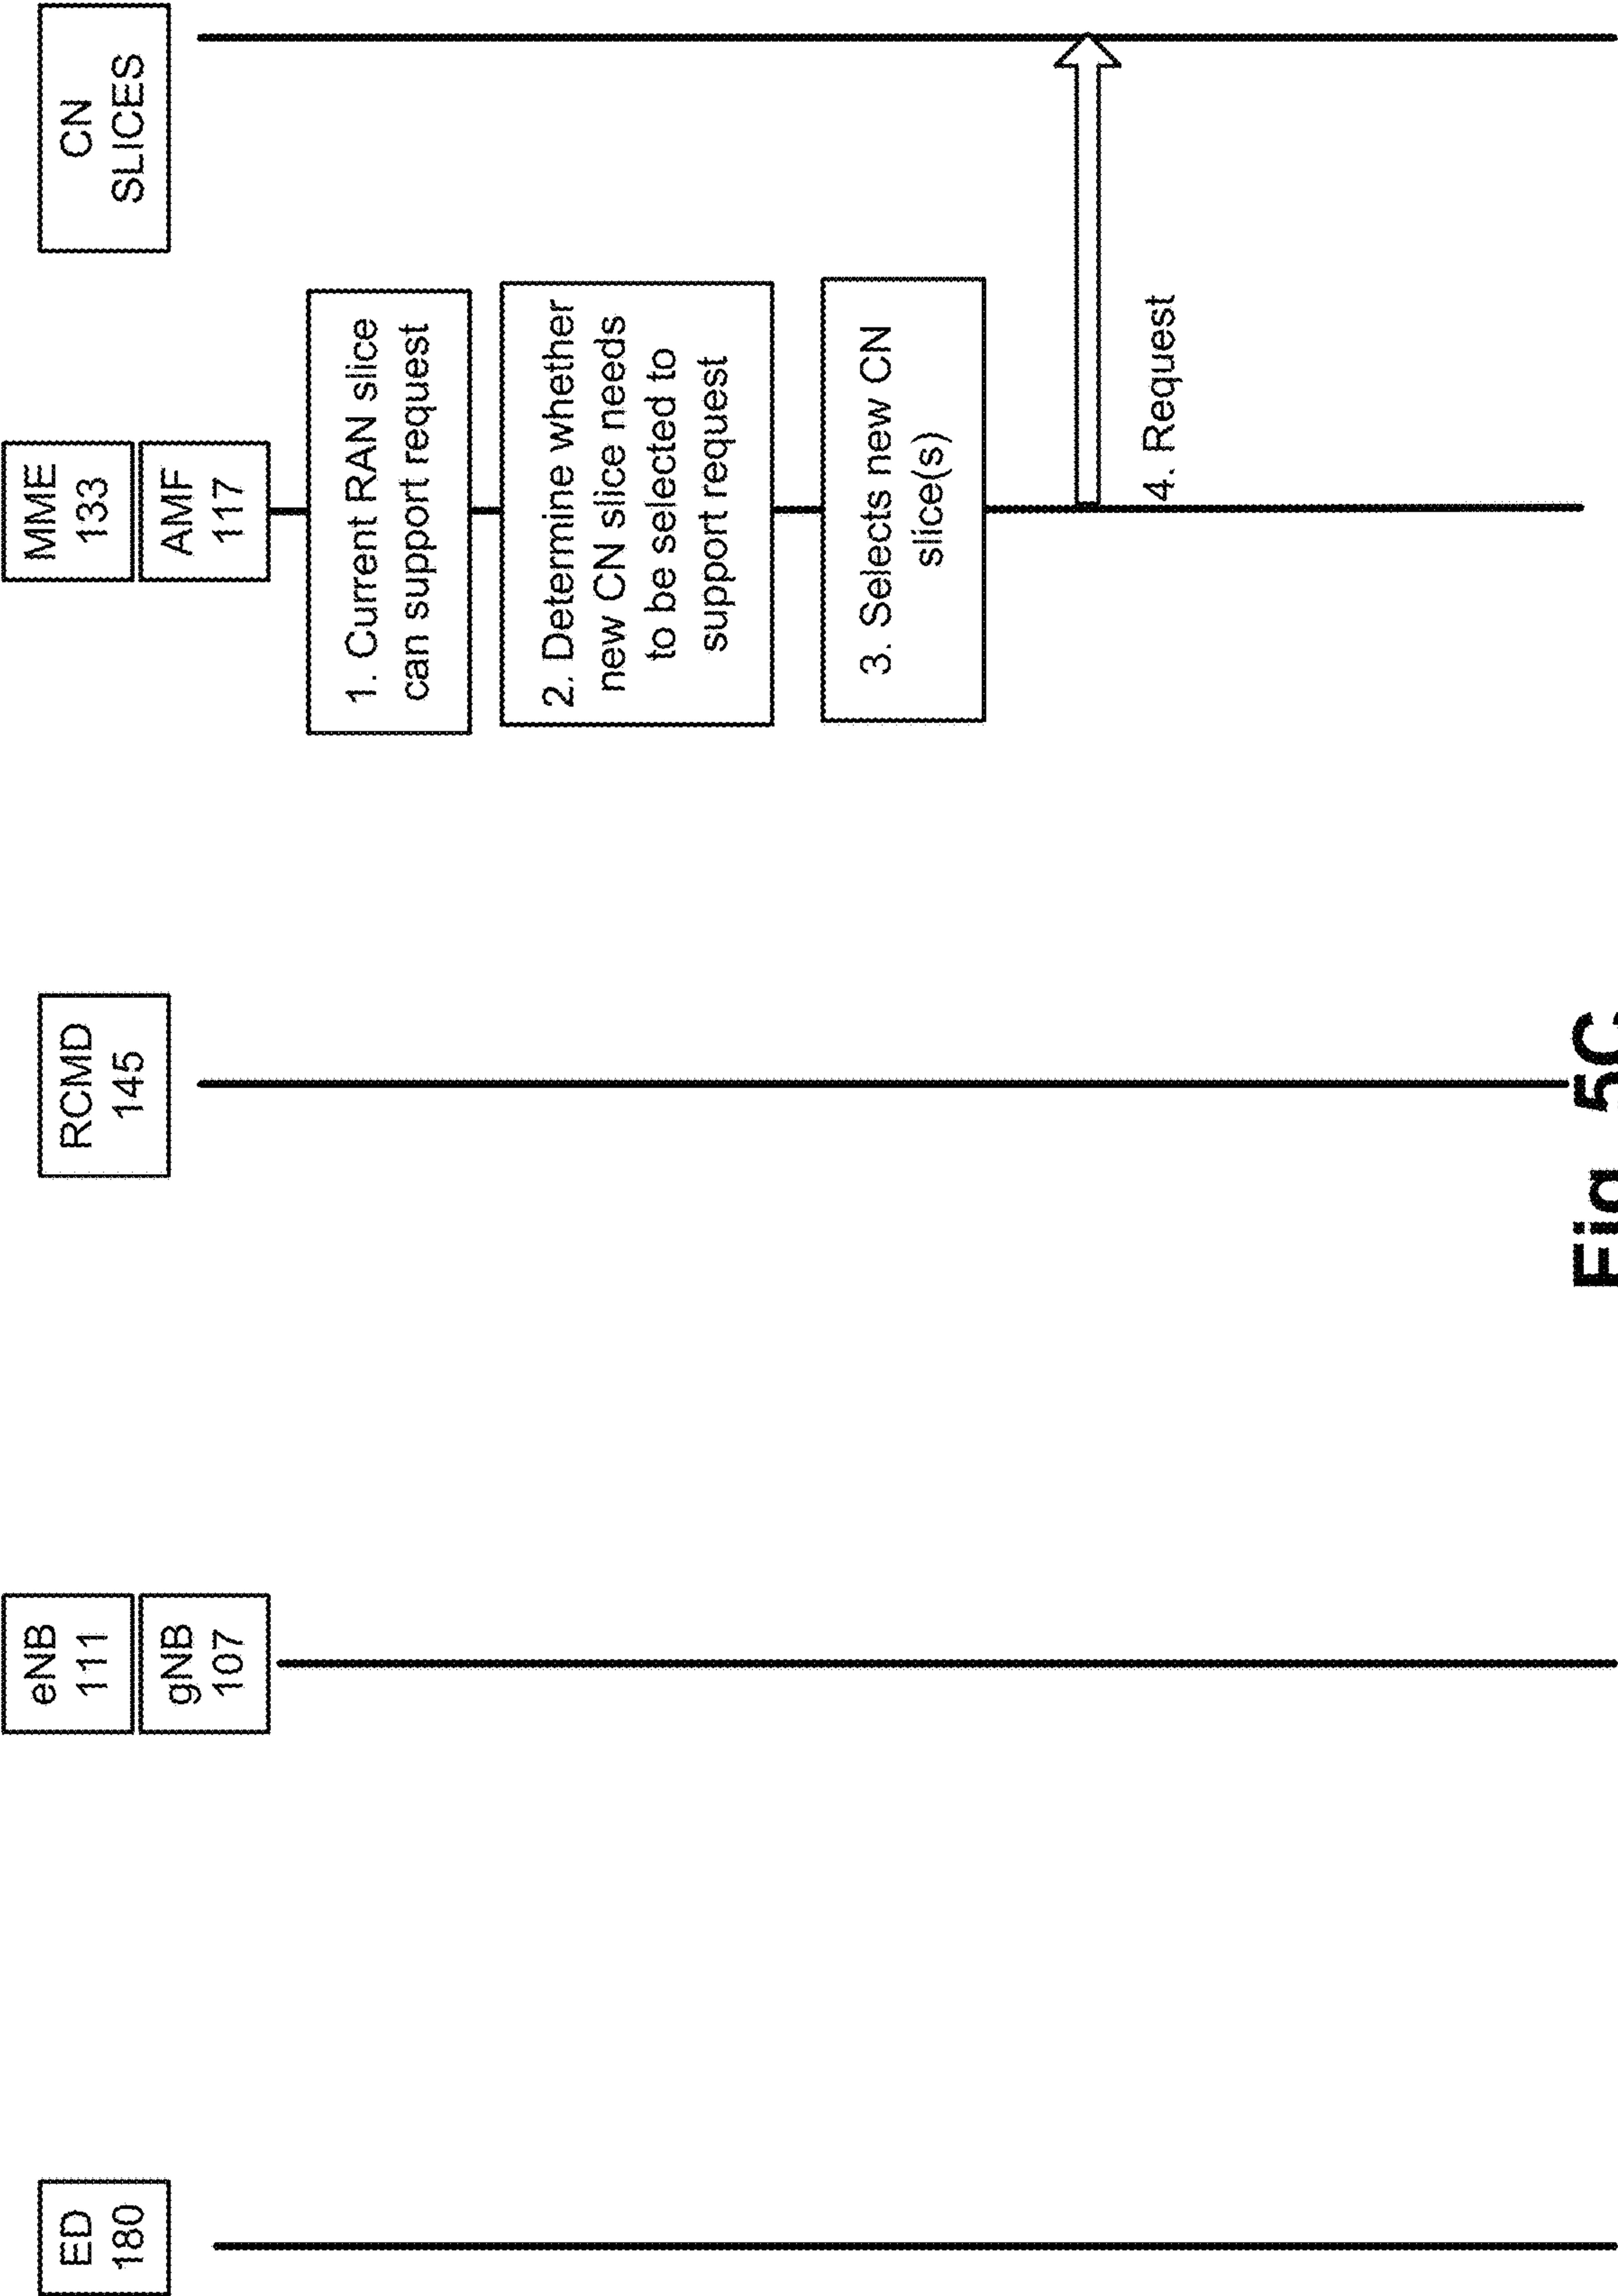 ED
180
eNB
111
gNB
107
RCMD
145
MME
133
AMF
117
CN
SLICES
1. Current RAN slice
can support request
2. Determine whether
new CN slice needs
to be selected to
support request
3. Selects new CN
slice(s)
4. Request
Fig. 5C